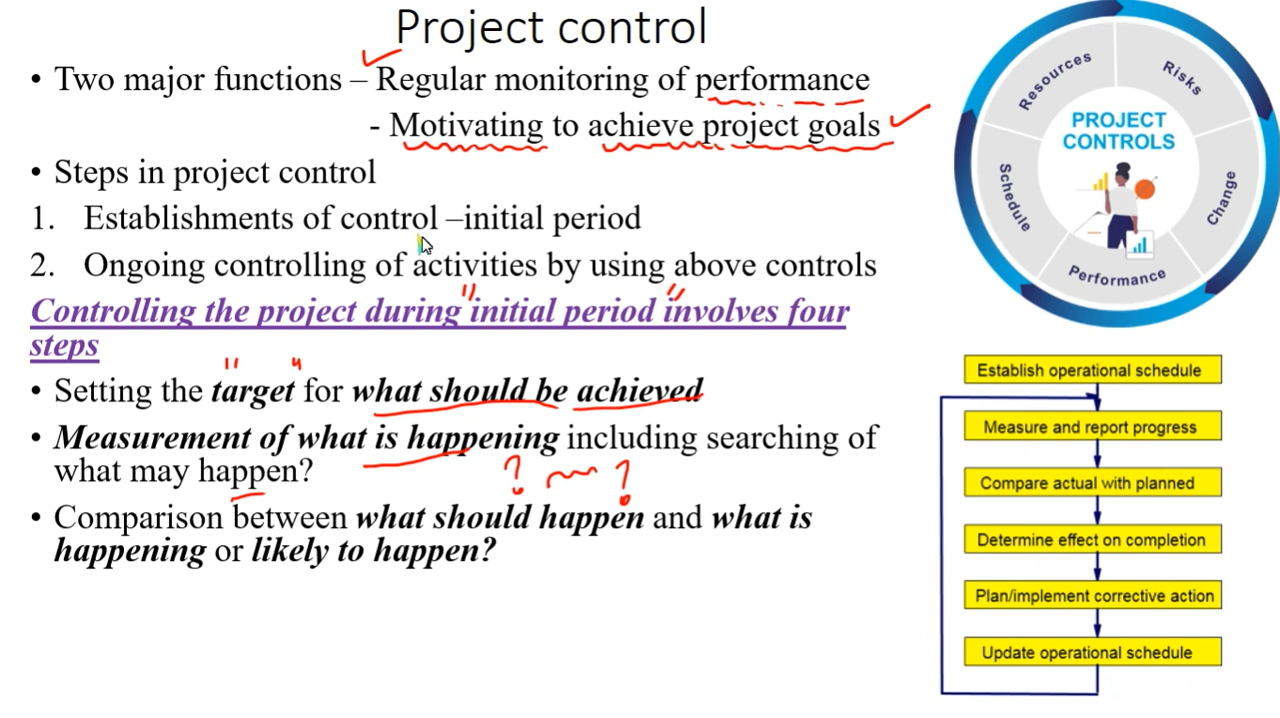 Project control
• Two major functions – Regular monitoring of performance
- Motivating to achieve project goals
• Steps in project control
1. Establishments of control –initial period
2. Ongoing controlling of activities by using above controls
Controlling the project during initial period involves four
steps
• Setting the target for what should be achieved
• Measurement of what is happening including searching of
what may happen?
• Comparison between what should happen and what is
happening or likely to happen?
Resources
Risks
Change
Performance
Schedule
PROJECT
CONTROLS
Establish operational schedule
Measure and report progress
Compare actual with planned
Determine effect on completion
Plan/implement corrective action
Update operational schedule